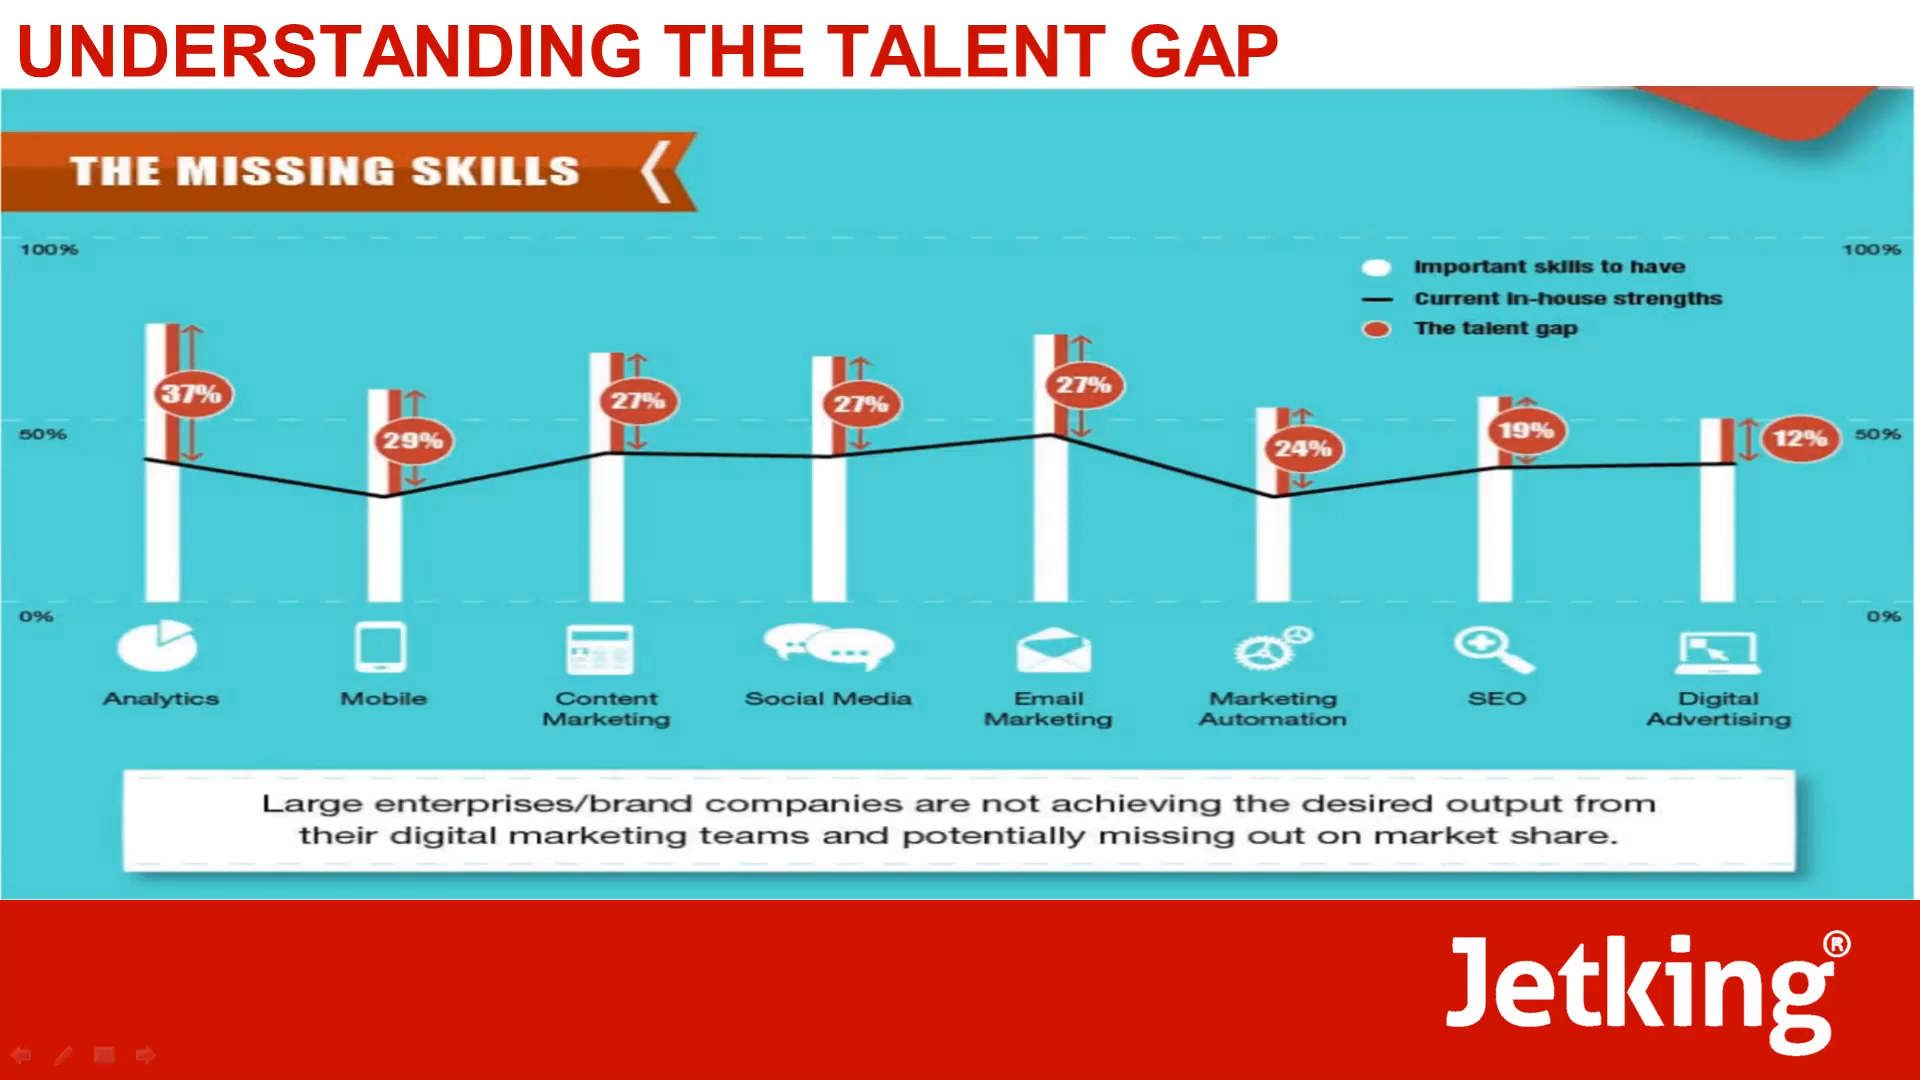 UNDERSTANDING THE TALENT GAP
THE MISSING SKILLS
100%
100%
Important skills to have
Current in-house strengths
The talent gap
37%
29%
27%
27%
27%
24%
19%
12%
50%
50%
0%
0%
Analytics
Mobile
Content
Marketing
Social Media
Email
Marketing
Marketing
Automation
SEO
Digital
Advertising
Large enterprises/brand companies are not achieving the desired output from
their digital marketing teams and potentially missing out on market share.
Jetking®